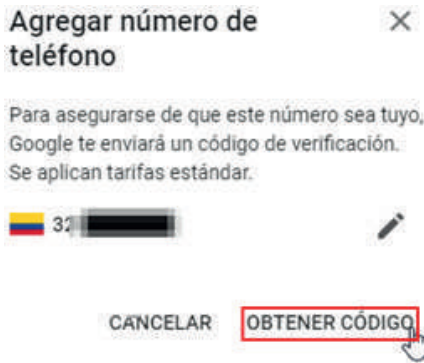 Agregar número de
teléfono
Para asegurarse de que este número sea tuyo,
Google te enviará un código de verificación.
Se aplican tarifas estándar.
32
CANCELAR OBTENER CÓDIGO